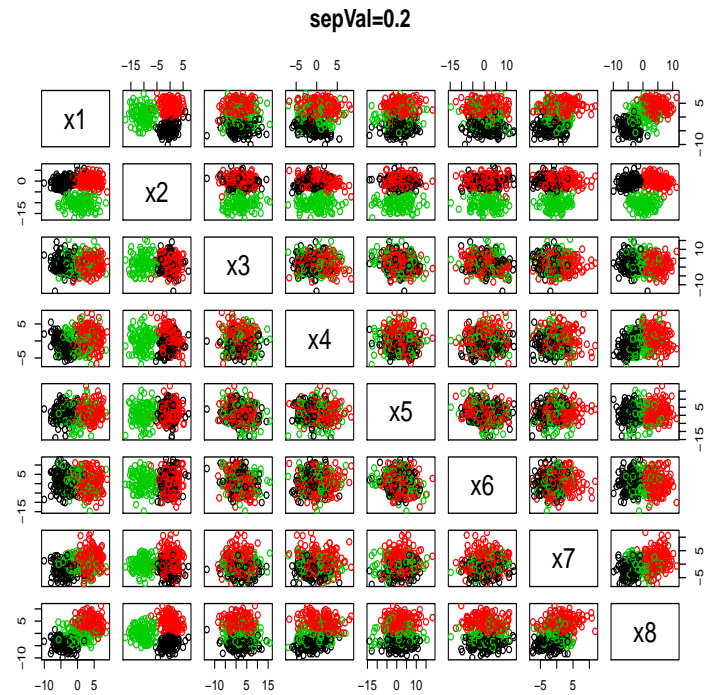 sepVal=0.2
−15 −5 5
−5 0 5
−10 0 10
−10 0 5 10
x1
−10 5
−15 0
x2
x3
−10 10
−5 5
x4
x5
−15 0
−15 5
x6
x7
−5 5
−10 5
x8
−10 0 5
−10 0 5 15
−15 0 10
−5 5